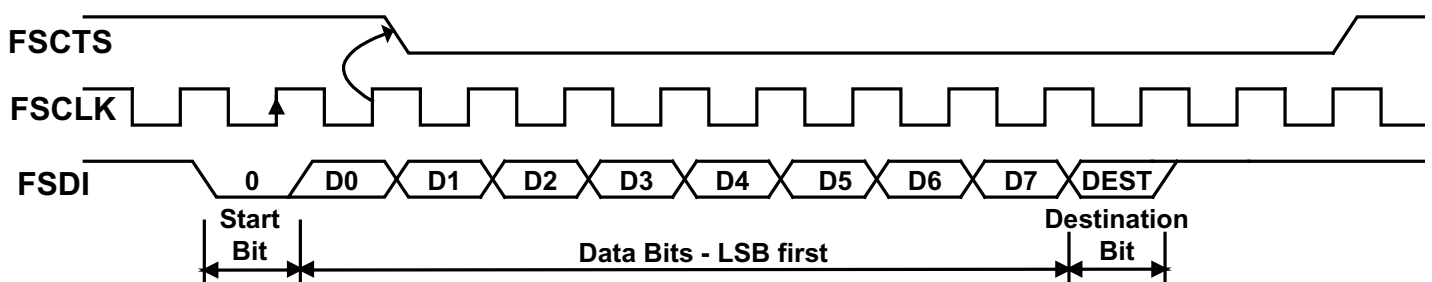 FSCTS
FSCLK
FSDI
0 D0 D1 D2 D3 D4 D5 D6 D7 DEST
Start
Bit
Data Bits - LSB first
Destination
Bit